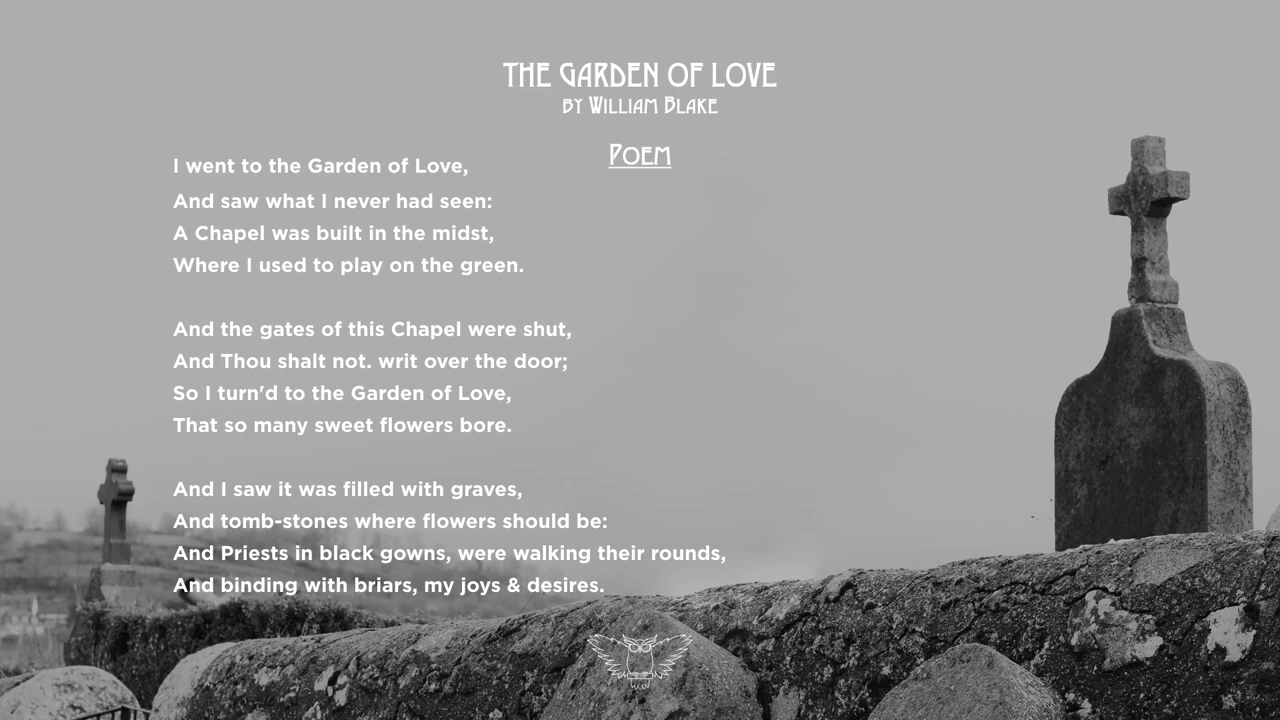 THE GARDEN OF LOVE
BY WILLIAM BLAKE
POEM
I went to the Garden of Love,
And saw what I never had seen:
A Chapel was built in the midst,
Where I used to play on the green.
And the gates of this Chapel were shut,
And Thou shalt not. writ over the door;
So I turn'd to the Garden of Love,
That so many sweet flowers bore.
And I saw it was filled with graves,
And tomb-stones where flowers should be:
And Priests in black gowns, were walking their rounds,
And binding with briars, my joys & desires.